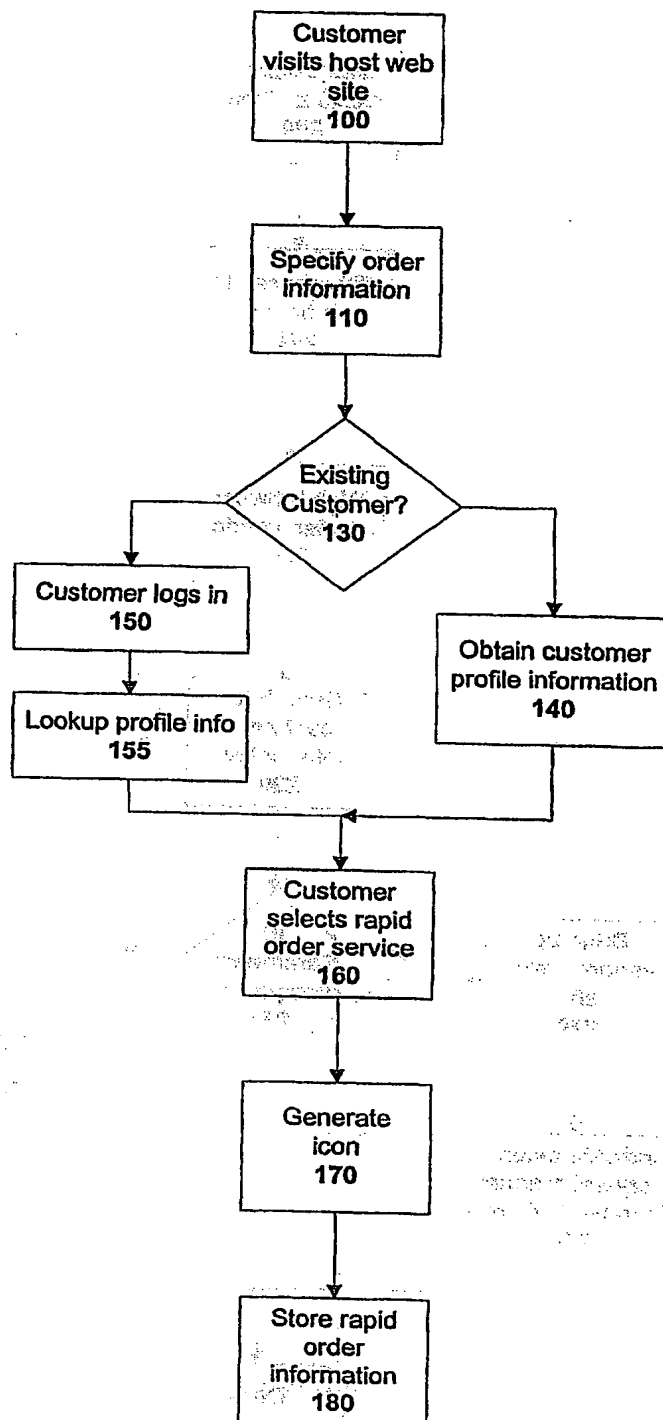 Customer
visits host web
site
100
Specify order
information
110
Existing
Customer?
130
Customer logs in
150
Lookup profile info
155
Obtain customer
profile information
140
Customer
selects rapid
order service
160
Generate
icon
170
Store rapid
order
information
180